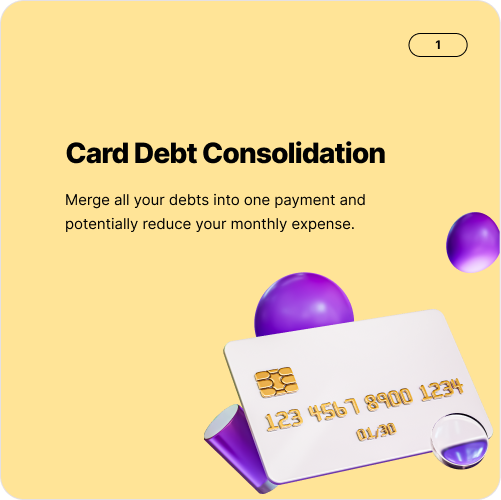 1
Card Debt Consolidation
Merge all your debts into one payment and
potentially reduce your monthly expense.
123 4567 8900 1234
01/30